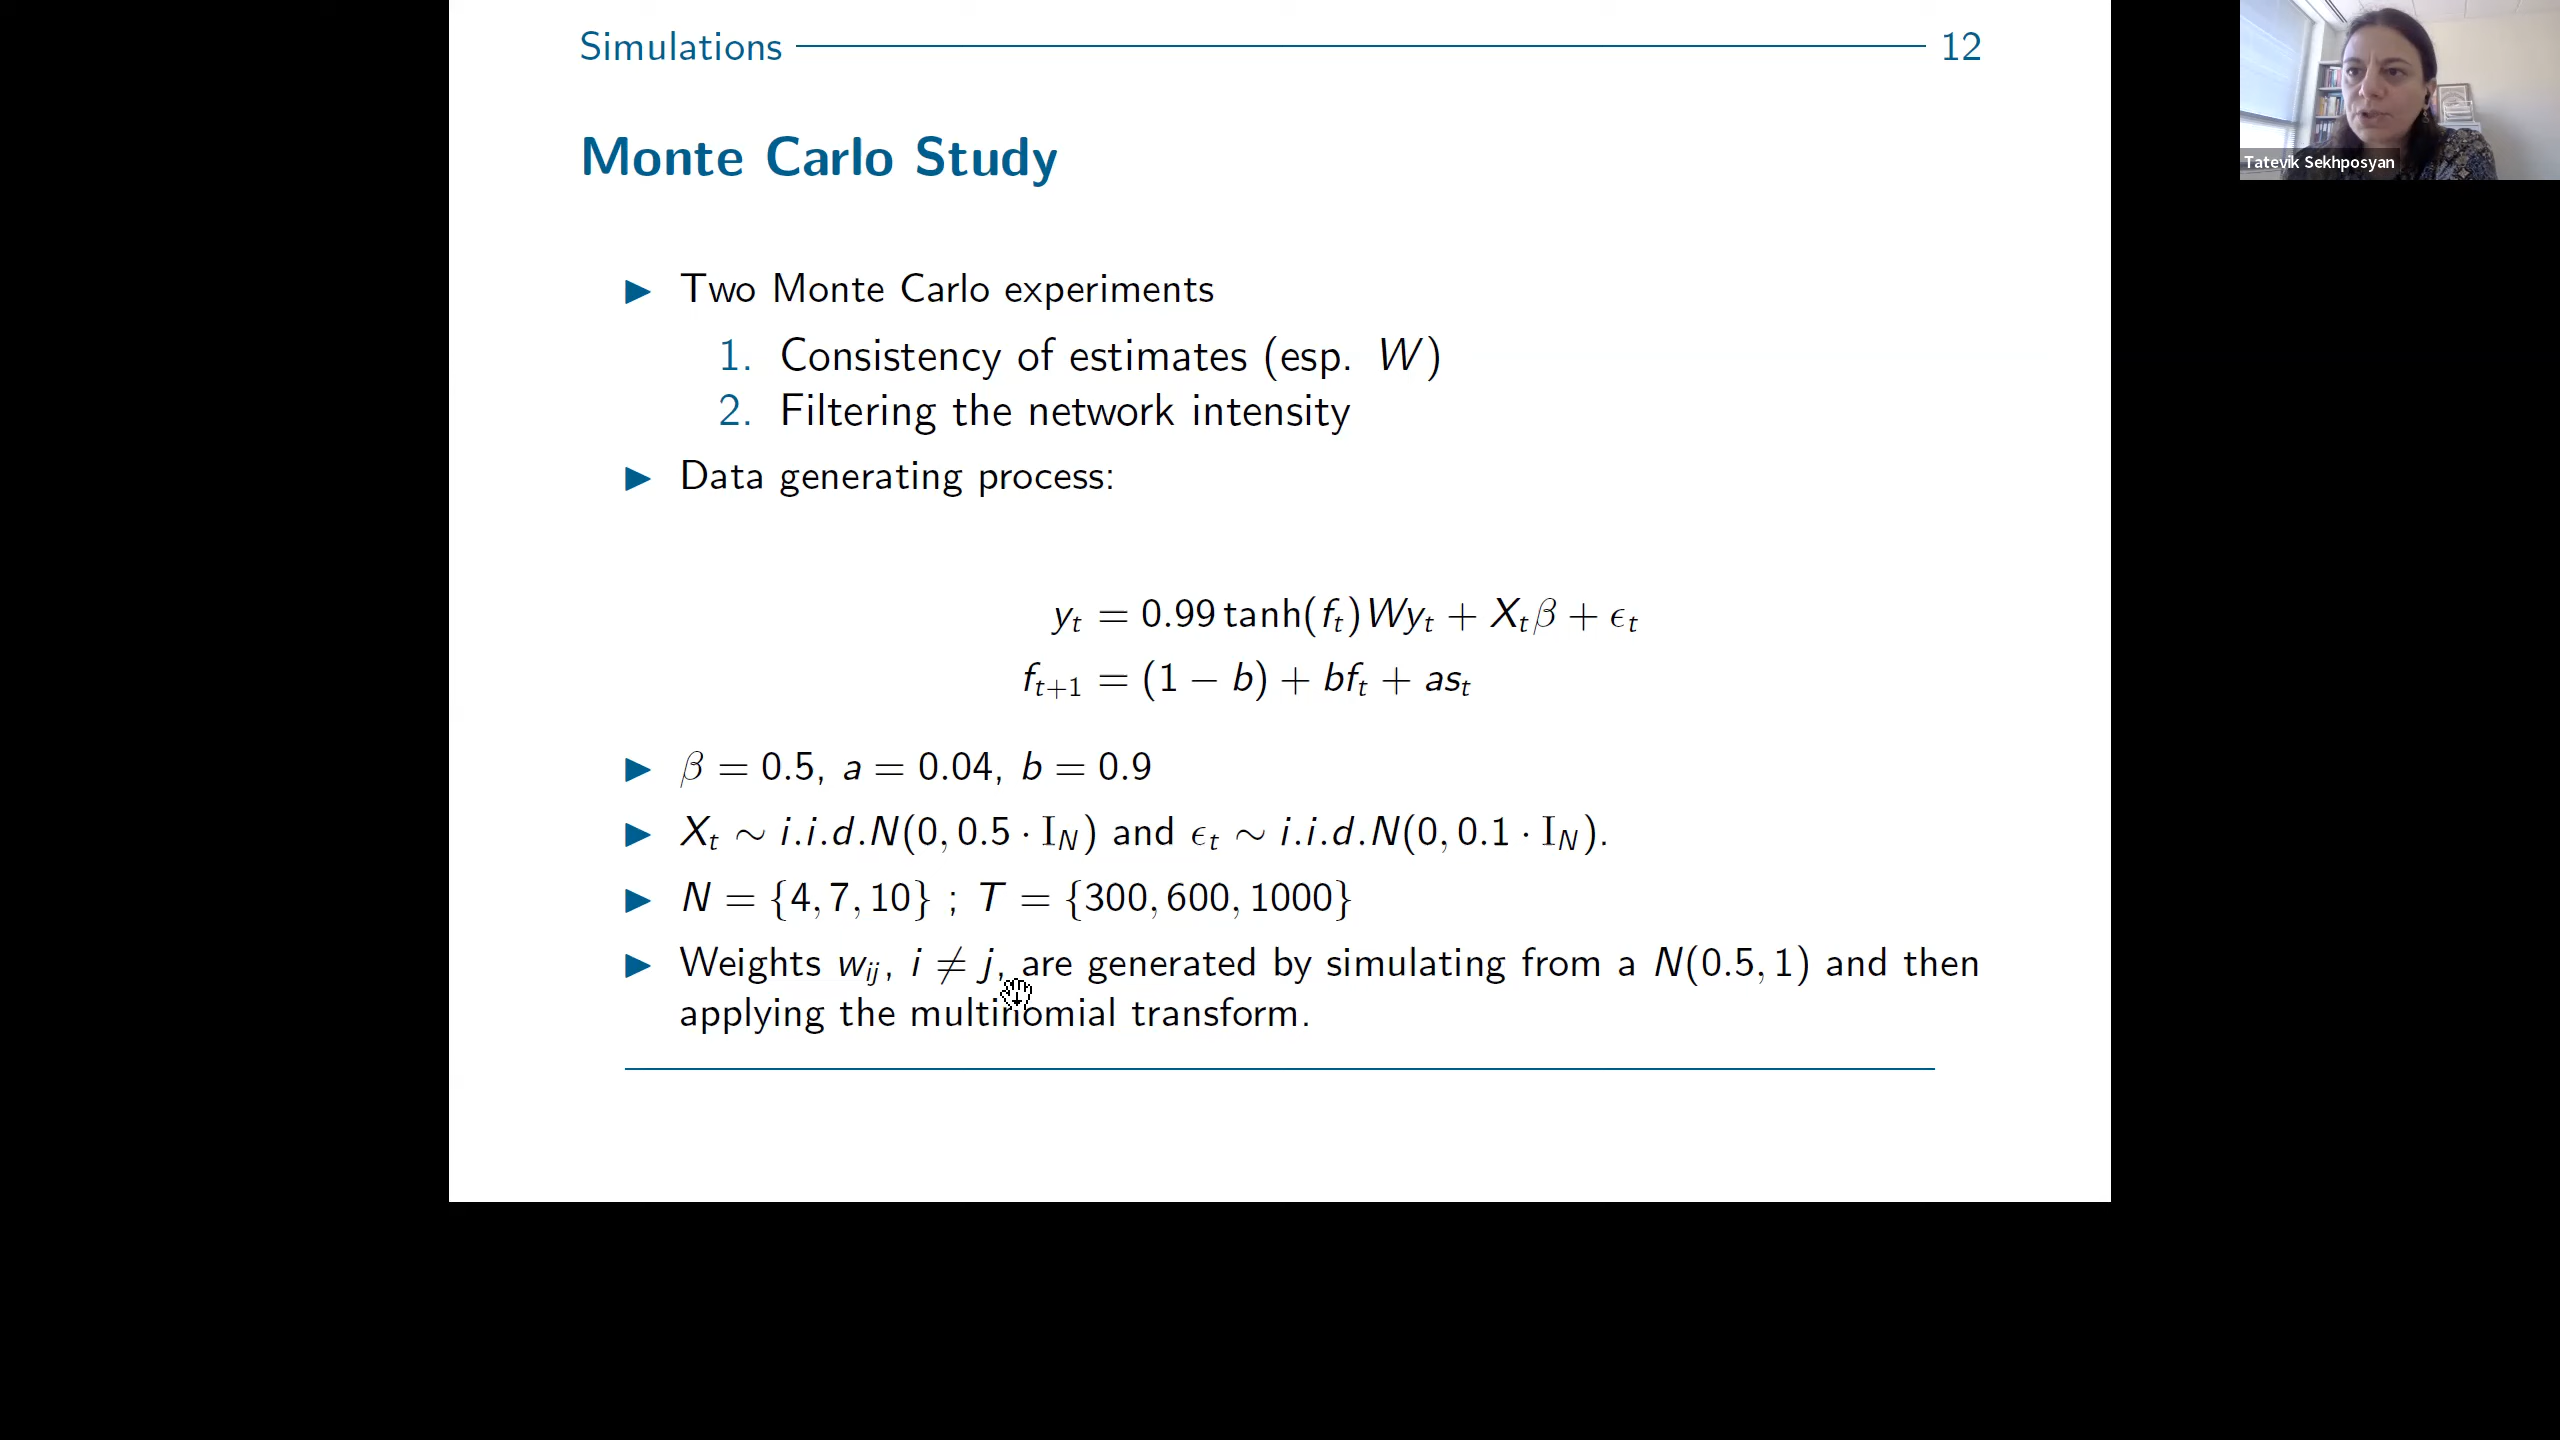 Simulations 12
Tatevik Sekhposyan
Monte Carlo Study
▶ Two Monte Carlo experiments
1. Consistency of estimates (esp. W)
2. Filtering the network intensity
▶ Data generating process:
y_t = 0.99 tanh(f_t)Wy_t + X_tβ + ϵ_t
f_{t+1} = (1 − b) + bf_t + as_t
▶ β = 0.5, a = 0.04, b = 0.9
▶ X_t ∼ i.i.d.N(0, 0.5 · I_N) and ϵ_t ∼ i.i.d.N(0, 0.1 · I_N).
▶ N = {4, 7, 10} ; T = {300, 600, 1000}
▶ Weights w_{ij}, i ≠ j, are generated by simulating from a N(0.5, 1) and then
applying the multinomial transform.